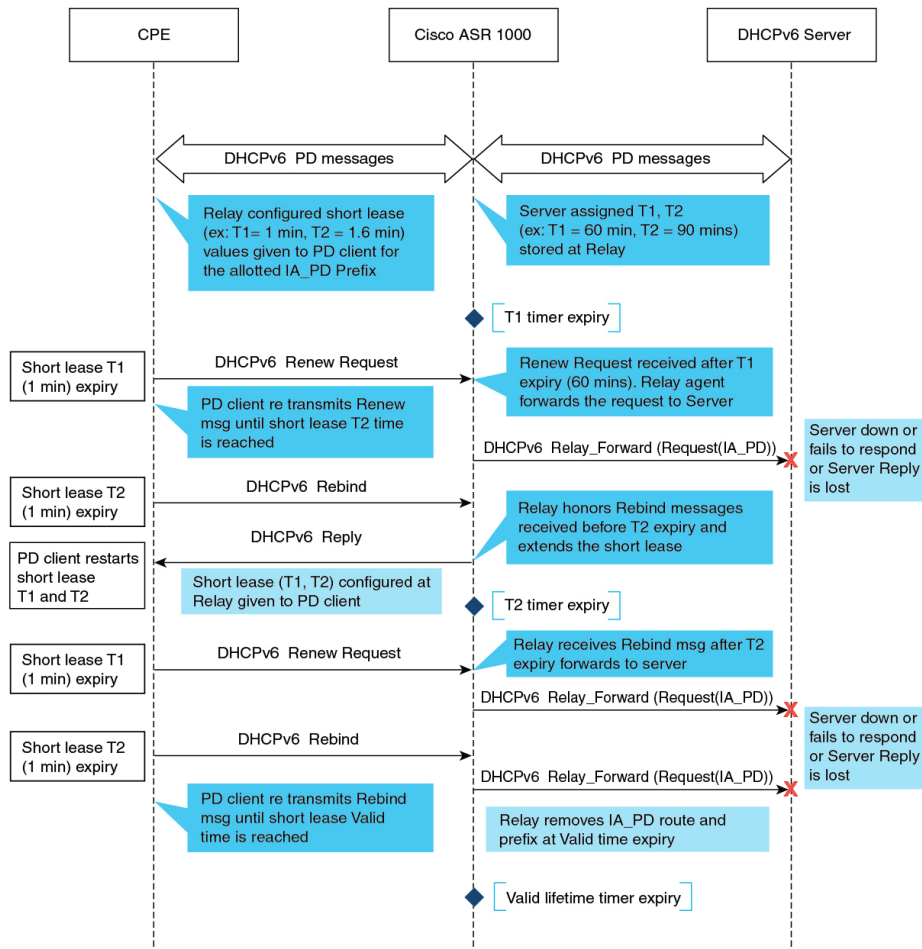 CPE
Cisco ASR 1000
DHCPv6 Server
DHCPv6 PD messages
DHCPv6 PD messages
Relay configured short lease
(ex: T1= 1 min, T2 = 1.6 min)
values given to PD client for
the allotted IA_PD Prefix
Server assigned T1, T2
(ex: T1 = 60 min, T2 = 90 mins)
stored at Relay
T1 timer expiry
Short lease T1
(1 min) expiry
DHCPv6 Renew Request
Renew Request received after T1
expiry (60 mins). Relay agent
forwards the request to Server
PD client re transmits Renew
msg until short lease T2 time
is reached
DHCPv6 Relay_Forward (Request(IA_PD))
X
Server down or
fails to respond
or Server Reply
is lost
Short lease T2
(1 min) expiry
DHCPv6 Rebind
Relay honors Rebind messages
received before T2 expiry and
extends the short lease
DHCPv6 Reply
PD client restarts
short lease
T1 and T2
Short lease (T1, T2) configured at
Relay given to PD client
T2 timer expiry
Short lease T1
(1 min) expiry
DHCPv6 Renew Request
Relay receives Rebind msg after T2
expiry forwards to server
DHCPv6 Relay_Forward (Request(IA_PD))
X
Server down or
fails to respond
or Server Reply
is lost
Short lease T2
(1 min) expiry
DHCPv6 Rebind
DHCPv6 Relay_Forward (Request(IA_PD))
X
PD client re transmits Rebind
msg until short lease Valid
time is reached
Relay removes IA_PD route and
prefix at Valid time expiry
Valid lifetime timer expiry